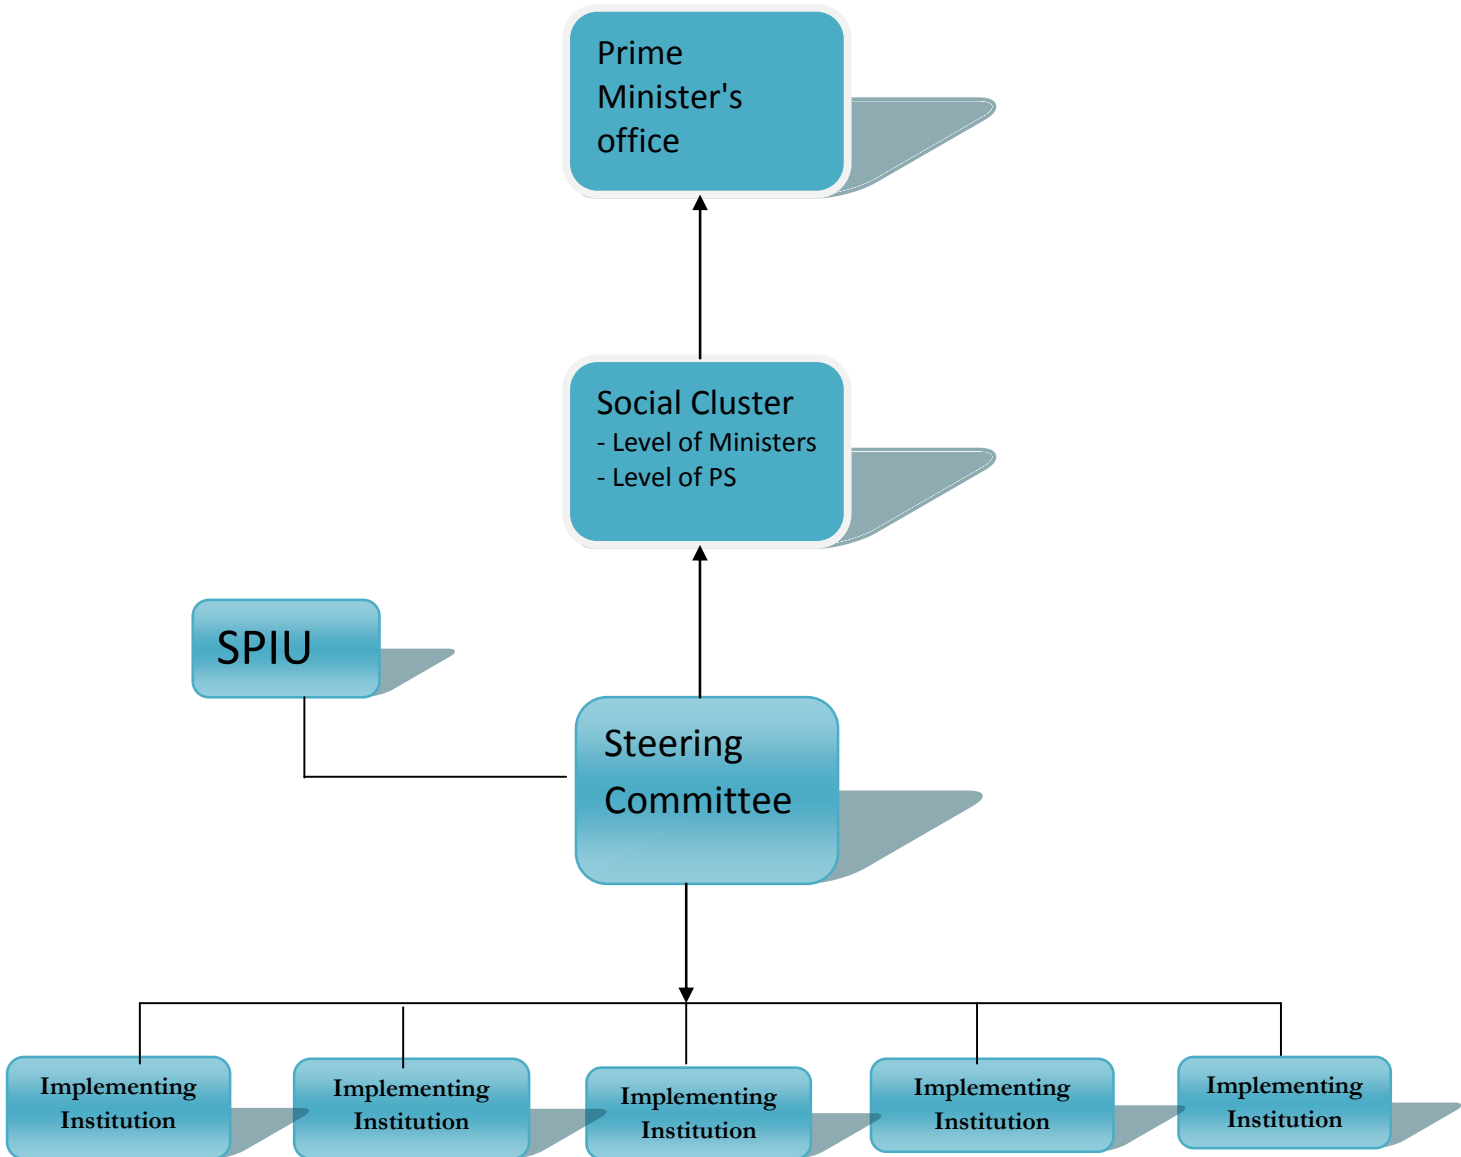 Prime
Minister's
office
Social Cluster
- Level of Ministers
- Level of PS
SPIU
Steering
Committee
Implementing
Institution
Implementing
Institution
Implementing
Institution
Implementing
Institution
Implementing
Institution